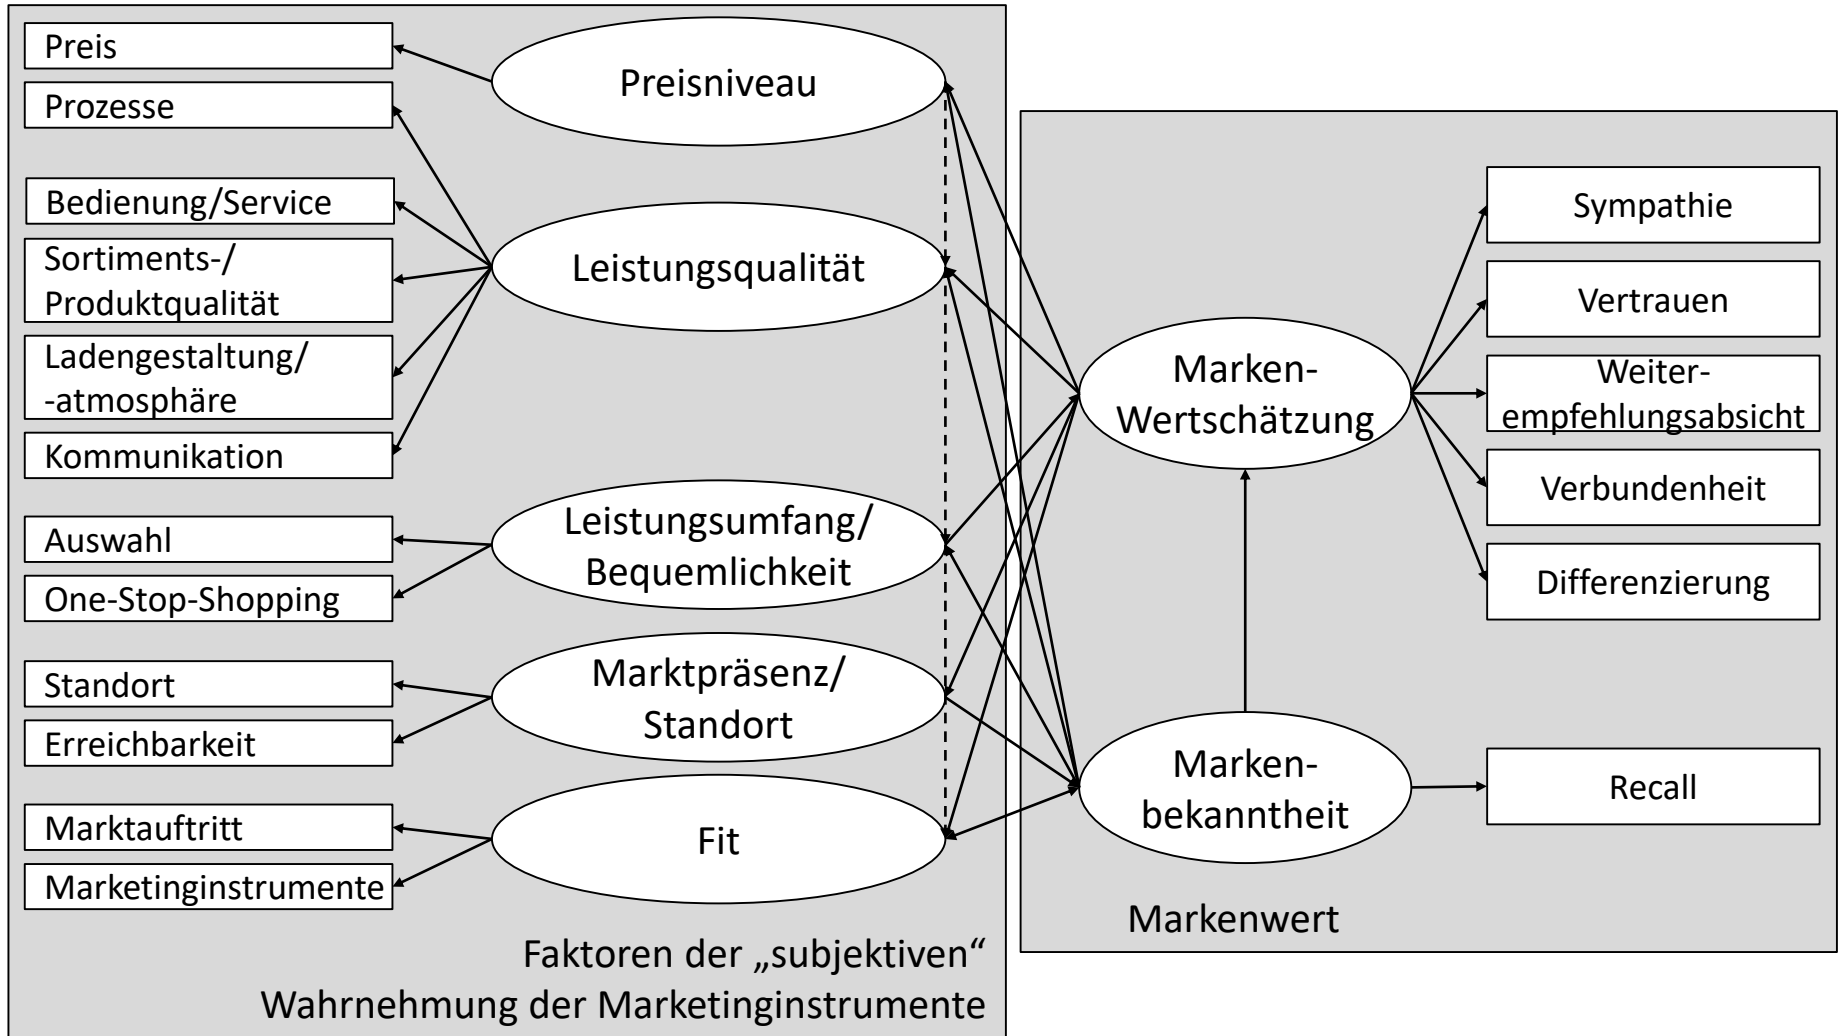 Preis
Prozesse
Bedienung/Service
Sortiments-/
Produktqualität
Ladengestaltung/
-atmosphäre
Kommunikation
Auswahl
One-Stop-Shopping
Standort
Erreichbarkeit
Marktauftritt
Marketinginstrumente
Preisniveau
Leistungsqualität
Leistungsumfang/
Bequemlichkeit
Marktpräsenz/
Standort
Fit
Faktoren der „subjektiven“
Wahrnehmung der Marketinginstrumente
Marken-
Wertschätzung
Marken-
bekanntheit
Markenwert
Sympathie
Vertrauen
Weiter-
empfehlungsabsicht
Verbundenheit
Differenzierung
Recall